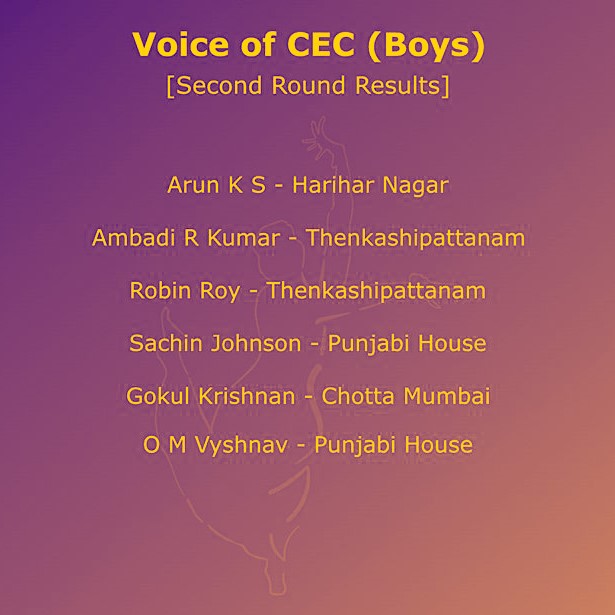 Voice of CEC (Boys)
[Second Round Results]
Arun K S - Harihar Nagar
Ambadi R Kumar - Thenkashipattanam
Robin Roy - Thenkashipattanam
Sachin Johnson - Punjabi House
Gokul Krishnan - Chotta Mumbai
O M Vyshnav - Punjabi House